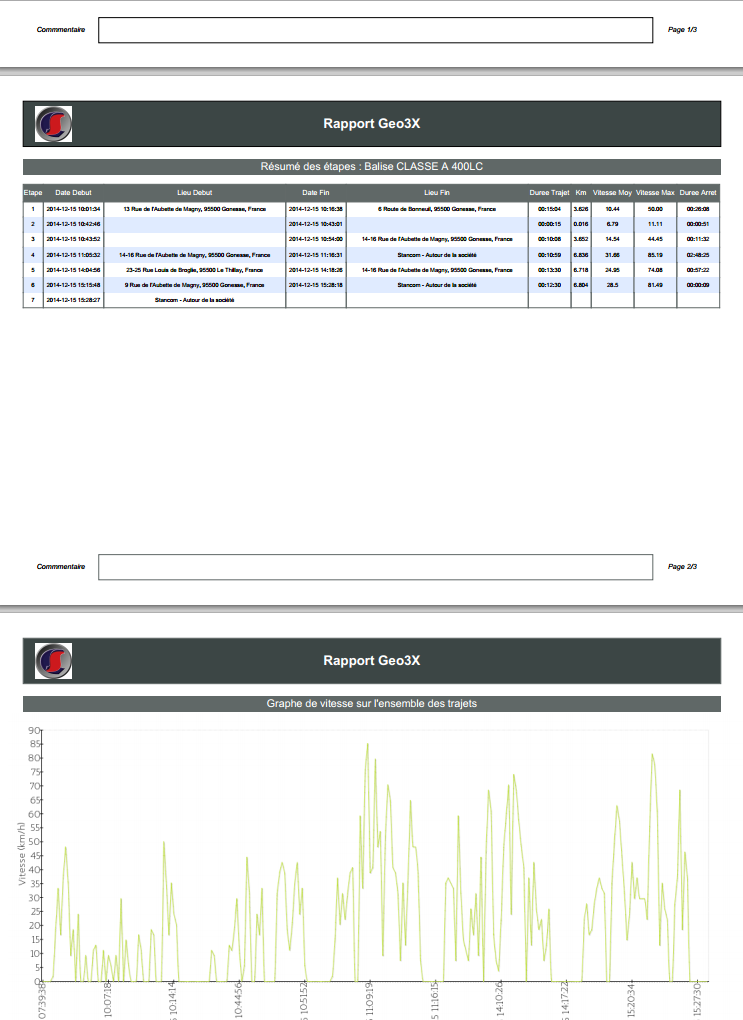 Commmentaire
Page 1/3
Rapport Geo3X
Résumé des étapes : Balise CLASSE A 400LC
Etape Date Debut Lieu Debut Date Fin Lieu Fin Duree Trajet Km Vitesse Moy Vitesse Max Duree Arret
1 2014-12-15 10:01:34 13 Rue de l'Aubette de Magny, 95500 Gonesse, France 2014-12-15 10:16:38 6 Route de Bonneuil, 95500 Gonesse, France 00:15:04 3.626 10.44 50.00 00:26:08
2 2014-12-15 10:42:46 2014-12-15 10:43:01 00:00:15 0.016 6.79 11.11 00:00:51
3 2014-12-15 10:43:52 2014-12-15 10:54:00 14-16 Rue de l'Aubette de Magny, 95500 Gonesse, France 00:10:08 3.652 14.54 44.45 00:11:32
4 2014-12-15 11:05:32 14-16 Rue de l'Aubette de Magny, 95500 Gonesse, France 2014-12-15 11:16:31 Stancom - Autour de la société 00:10:59 6.836 31.66 85.19 02:48:25
5 2014-12-15 14:04:56 23-25 Rue Louis de Broglie, 95500 Le Thillay, France 2014-12-15 14:18:26 14-16 Rue de l'Aubette de Magny, 95500 Gonesse, France 00:13:30 6.718 24.95 74.08 00:57:22
6 2014-12-15 15:15:48 9 Rue de l'Aubette de Magny, 95500 Gonesse, France 2014-12-15 15:28:18 Stancom - Autour de la société 00:12:30 6.804 28.5 81.49 00:00:09
7 2014-12-15 15:28:27 Stancom - Autour de la société
Commmentaire
Page 2/3
Rapport Geo3X
Graphe de vitesse sur l'ensemble des trajets
Vitesse (km/h)
90
85
80
75
70
65
60
55
50
45
40
35
30
25
20
15
10
5
0
10:07:18
10:14:14
10:44:56
10:51:52
11:09:19
11:16:15
14:10:26
14:17:22
15:20:34
15:27:30